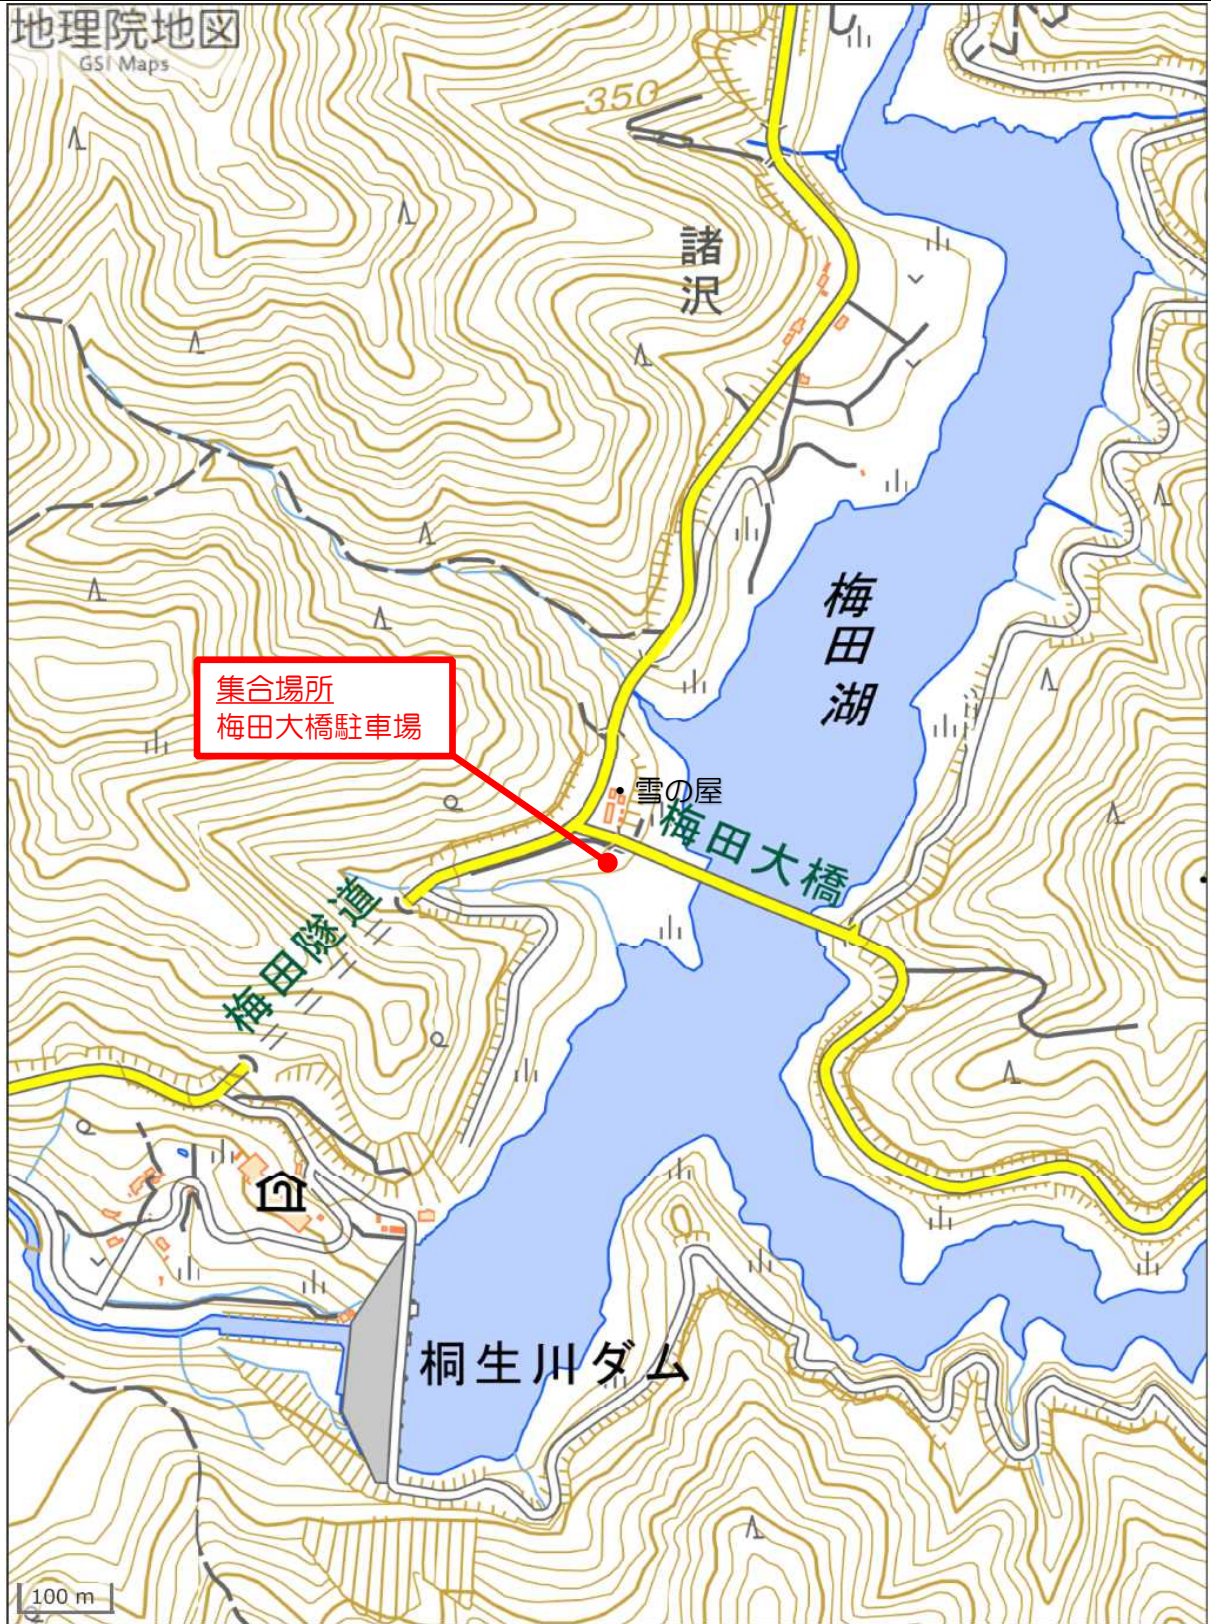 地理院地図
GSI Maps
350
諸沢
梅田湖
集合場所
梅田大橋駐車場
・雪の屋
梅田大橋
梅田隧道
桐生川ダム
100 m